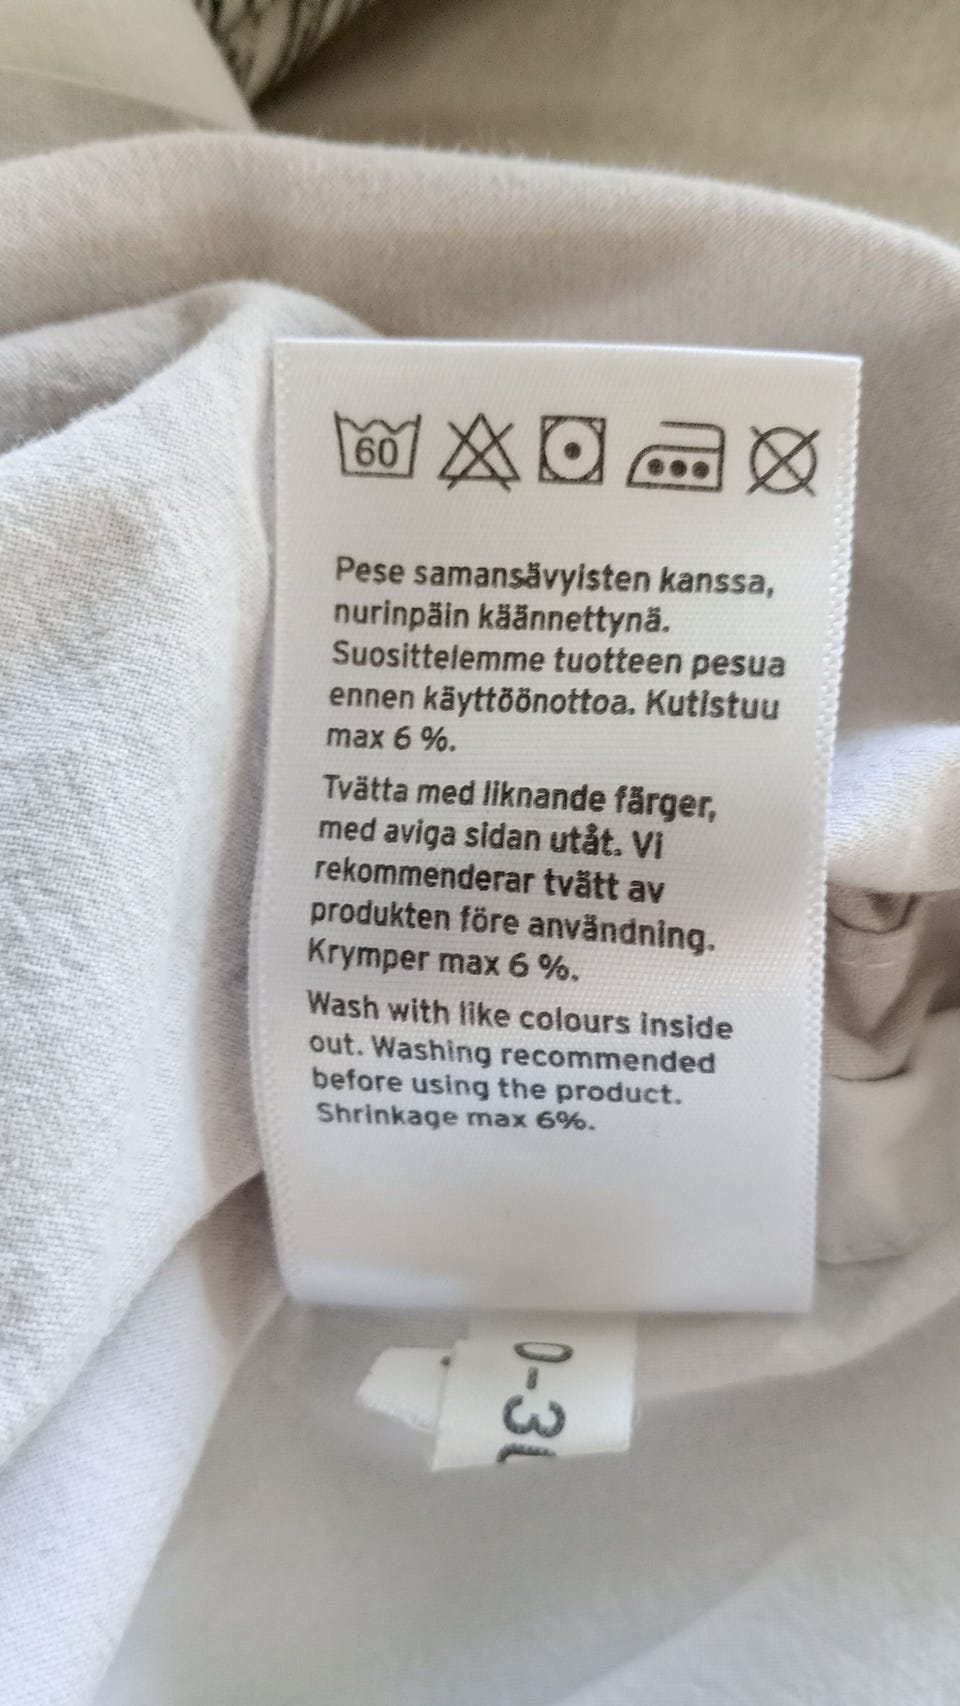 60
Pese samansävyisten kanssa,
nurinpäin käännettynä.
Suosittelemme tuotteen pesua
ennen käyttöönottoa. Kutistuu
max 6 %.
Tvätta med liknande färger,
med aviga sidan utåt. Vi
rekommenderar tvätt av
produkten före användning.
Krymper max 6 %.
Wash with like colours inside
out. Washing recommended
before using the product.
Shrinkage max 6%.